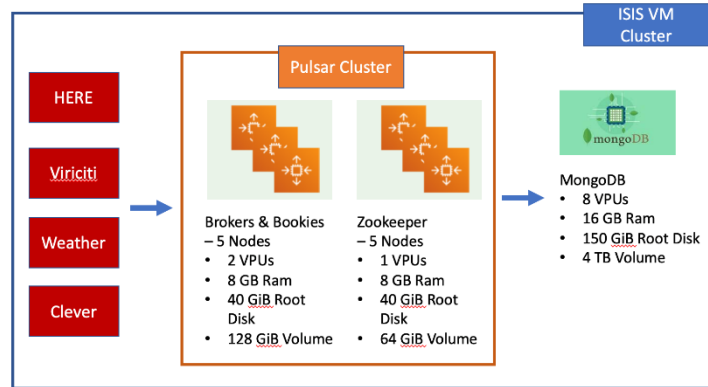 ISIS VM
Cluster
Pulsar Cluster
HERE
Viriciti
Weather
Clever
Brokers & Bookies
– 5 Nodes
• 2 VPUs
• 8 GB Ram
• 40 GiB Root
Disk
• 128 GiB Volume
Zookeeper
– 5 Nodes
• 1 VPUs
• 8 GB Ram
• 40 GiB Root
Disk
• 64 GiB Volume
mongoDB
MongoDB
• 8 VPUs
• 16 GB Ram
• 150 GiB Root Disk
• 4 TB Volume